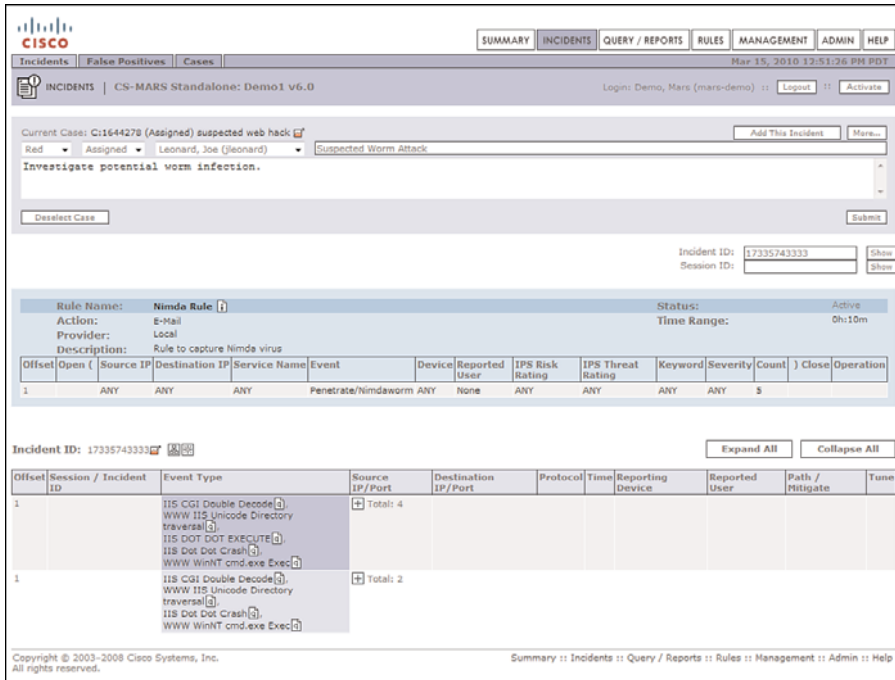 CISCO
SUMMARY INCIDENTS QUERY / REPORTS RULES MANAGEMENT ADMIN HELP
Incidents False Positives Cases Mar 15, 2010 12:51:26 PM PDT
INCIDENTS | CS-MARS Standalone: Demo1 v6.0 Login: Demo, Mars (mars-demo) :: Logout :: Activate
Current Case: C:1644278 (Assigned) suspected web hack Add This Incident More...
Red Assigned Leonard, Joe (jleonard) Suspected Worm Attack
Investigate potential worm infection.
Deselect Case Submit
Incident ID: 17335743333 Show
Session ID: Show
Rule Name: Nimda Rule Status: Active
Action: E-Mail Time Range: 0h:10m
Provider: Local
Description: Rule to capture Nimda virus
Offset Open ( Source IP Destination IP Service Name Event Device Reported User IPS Risk Rating IPS Threat Rating Keyword Severity Count ) Close Operation
1 ANY ANY ANY Penetrate/Nimdaworm ANY None ANY ANY ANY ANY 5
Incident ID: 17335743333 Expand All Collapse All
Offset Session / Incident ID Event Type Source IP/Port Destination IP/Port Protocol Time Reporting Device Reported User Path / Mitigate Tune
1 IIS CGI Double Decode q, Total: 4
WWW IIS Unicode Directory
traversal q,
IIS DOT DOT EXECUTE q,
IIS Dot Dot Crash q,
WWW WinNT cmd.exe Exec q
1 IIS CGI Double Decode q, Total: 2
WWW IIS Unicode Directory
traversal q,
IIS Dot Dot Crash q,
WWW WinNT cmd.exe Exec q
Copyright © 2003-2008 Cisco Systems, Inc. Summary :: Incidents :: Query / Reports :: Rules :: Management :: Admin :: Help
All rights reserved.